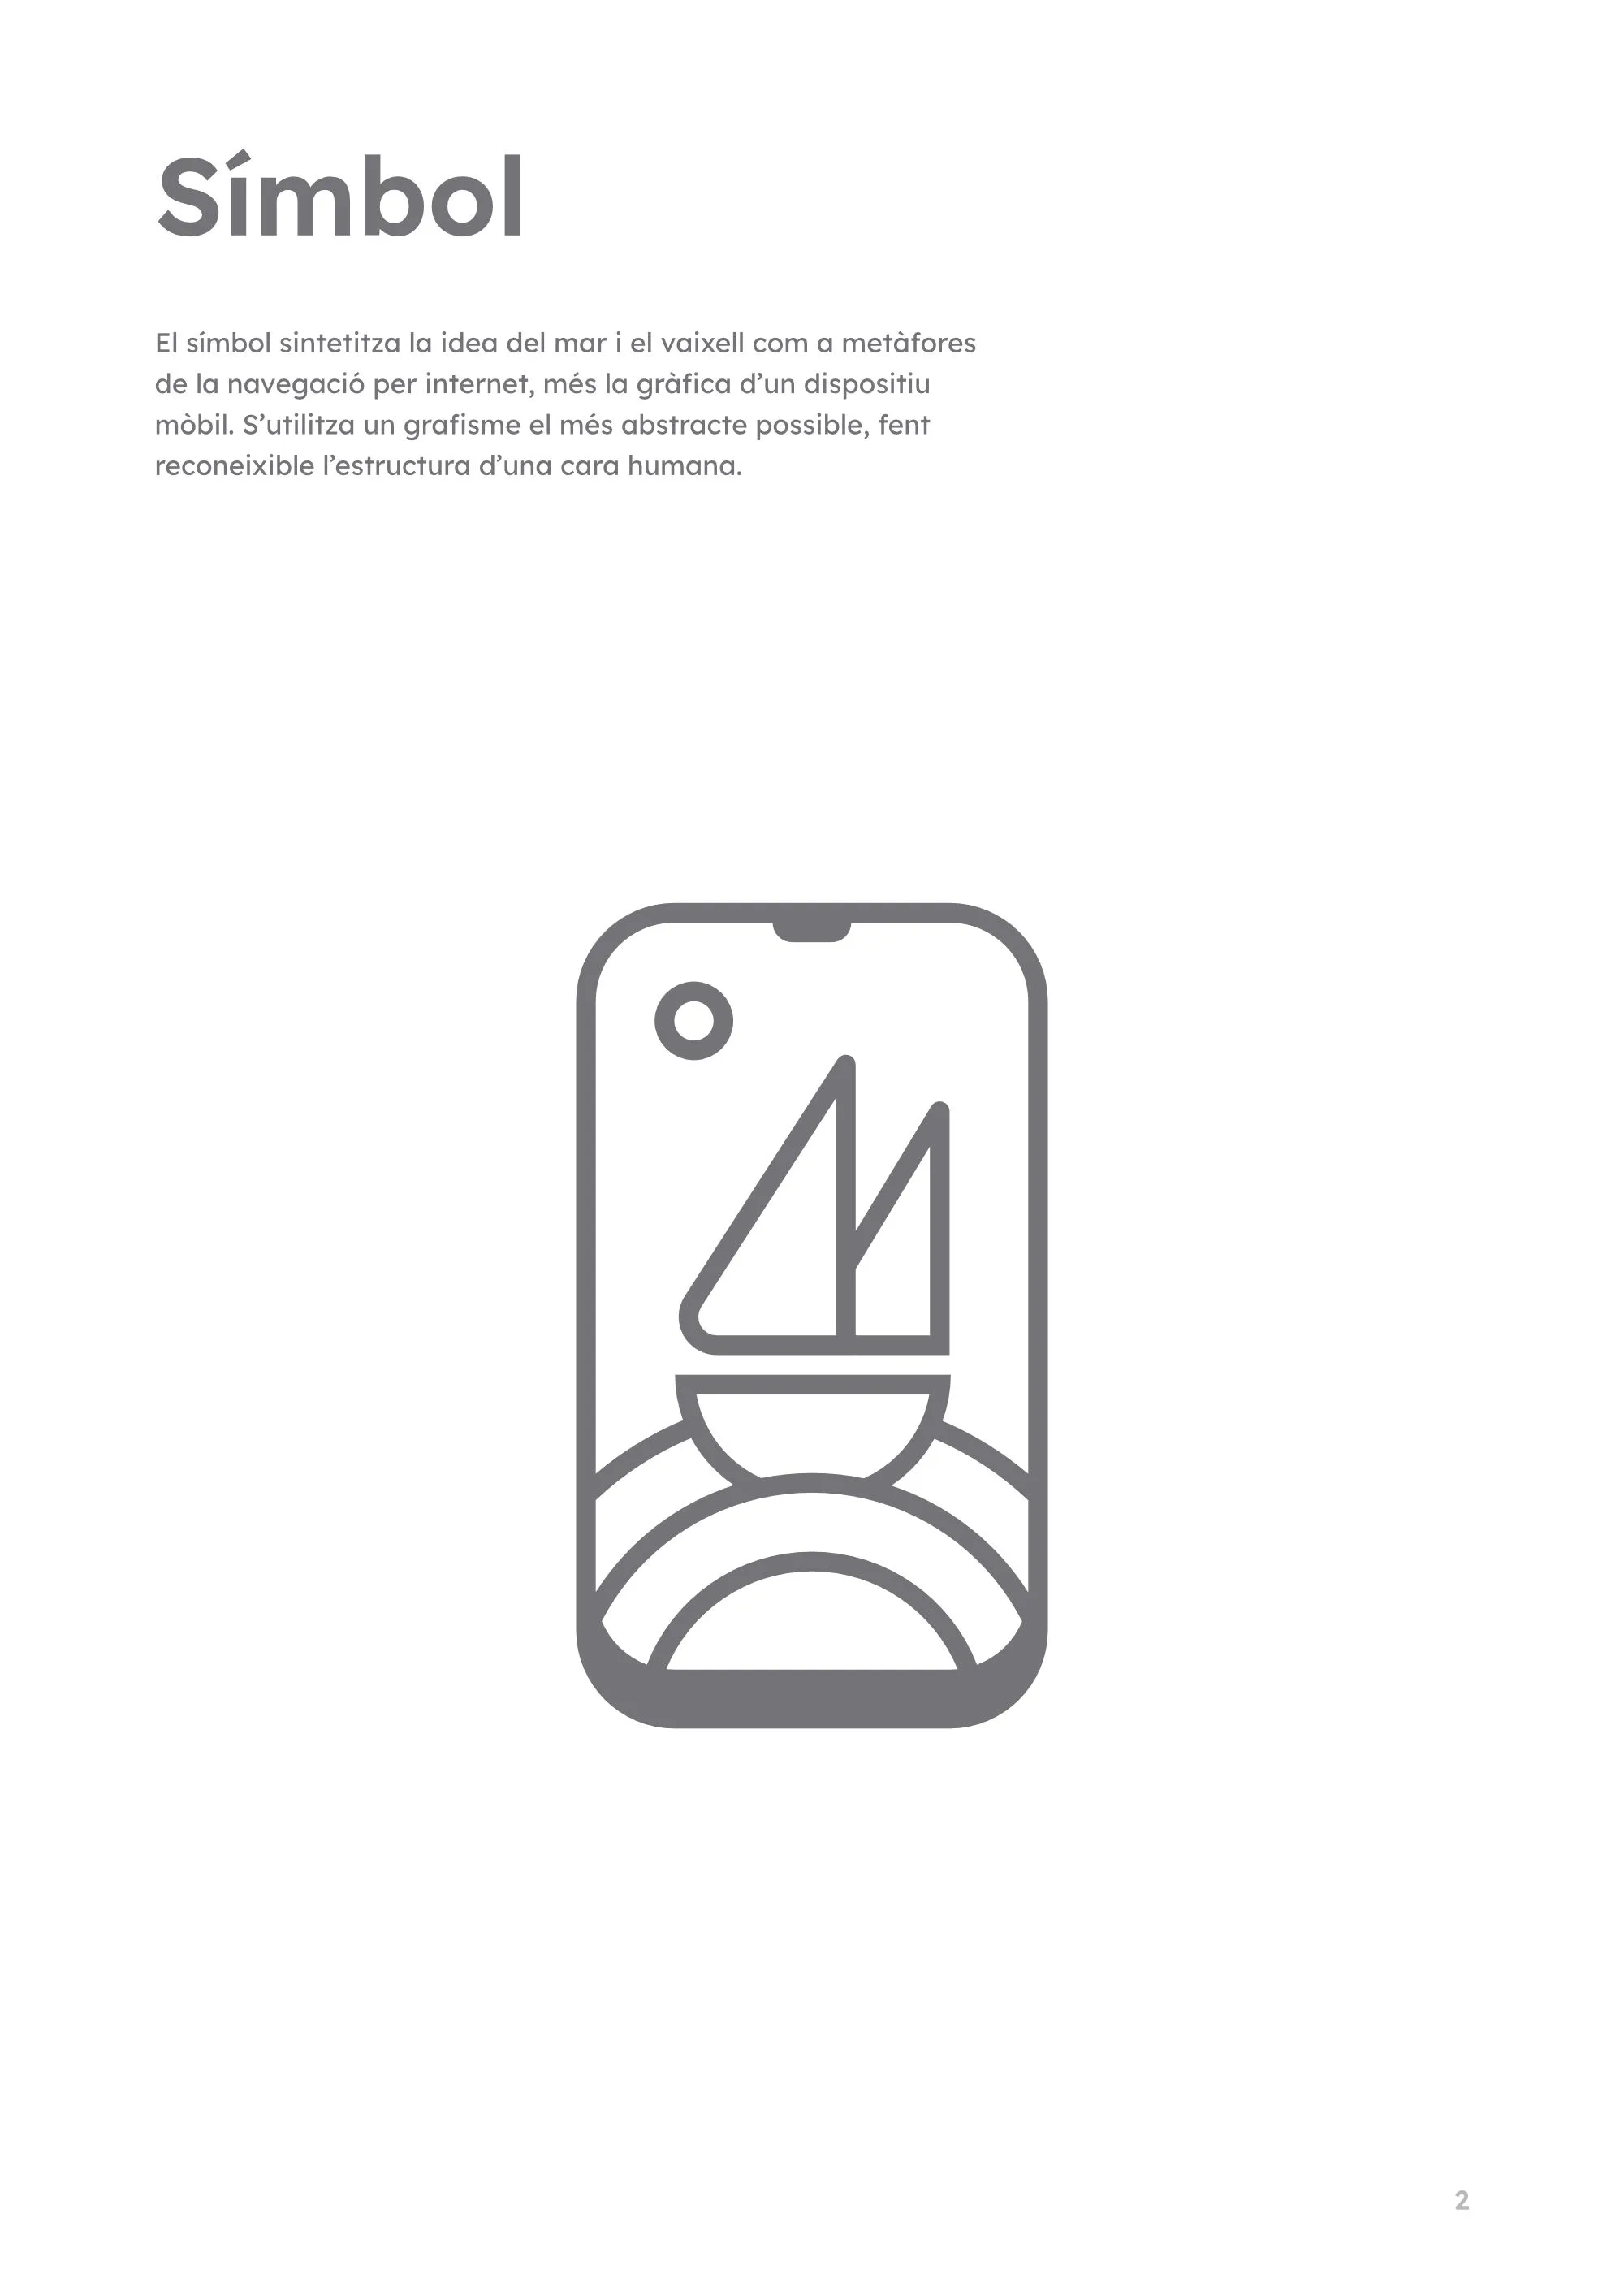 Símbol
El símbol sintetitza la idea del mar i el vaixell com a metàfores
de la navegació per internet, més la gràfica d’un dispositiu
mòbil. S’utilitza un grafisme el més abstracte possible, fent
reconeixible l’estructura d’una cara humana.
2